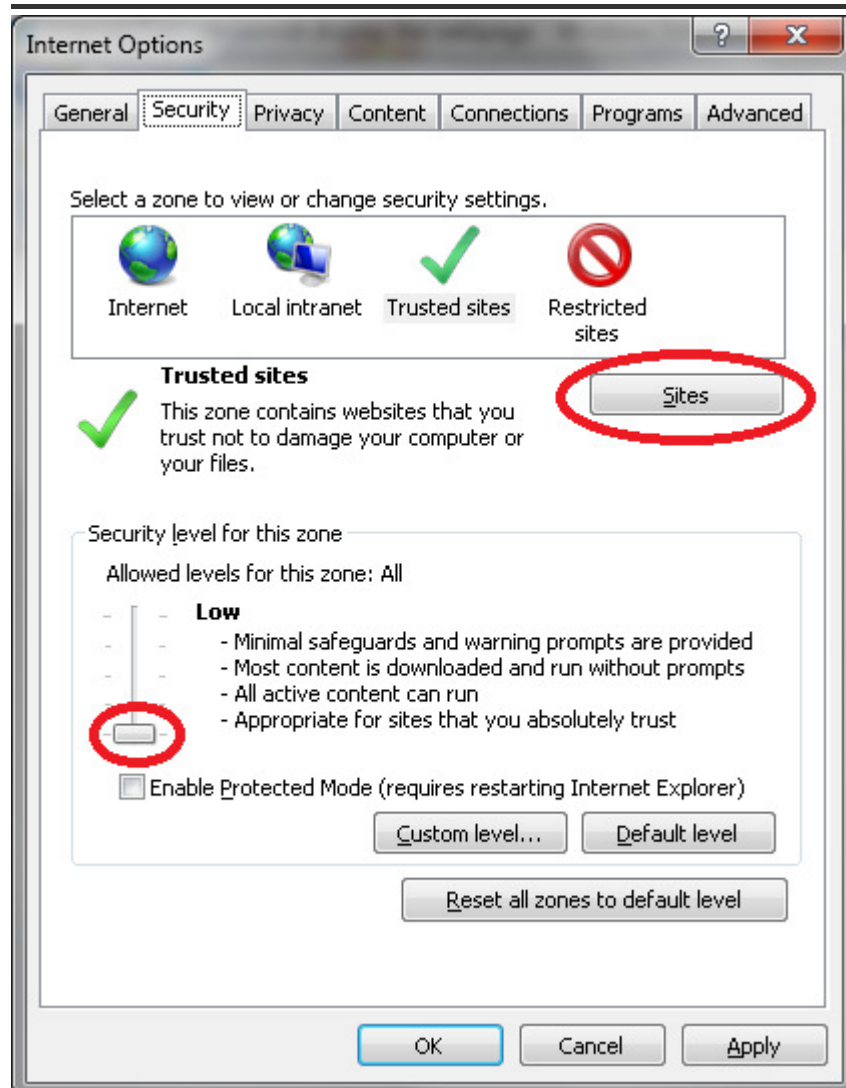 Internet Options
General Security Privacy Content Connections Programs Advanced
Select a zone to view or change security settings.
Internet Local intranet Trusted sites Restricted
sites
Trusted sites
Sites
This zone contains websites that you
trust not to damage your computer or
your files.
Security level for this zone
Allowed levels for this zone: All
Low
- Minimal safeguards and warning prompts are provided
- Most content is downloaded and run without prompts
- All active content can run
- Appropriate for sites that you absolutely trust
Enable Protected Mode (requires restarting Internet Explorer)
Custom level... Default level
Reset all zones to default level
OK Cancel Apply